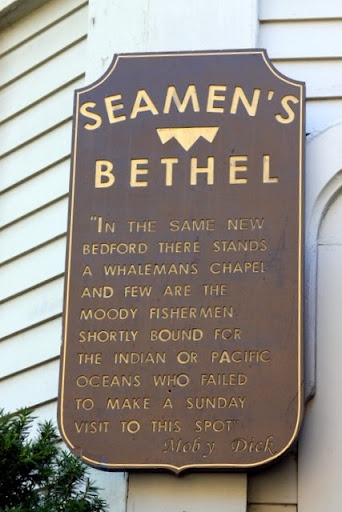 SEAMEN'S
BETHEL
"IN THE SAME NEW
BEDFORD THERE STANDS
A WHALEMANS CHAPEL
AND FEW ARE THE
MOODY FISHERMEN
SHORTLY BOUND FOR
THE INDIAN OR PACIFIC
OCEANS WHO FAILED
TO MAKE A SUNDAY
VISIT TO THIS SPOT"
Moby Dick